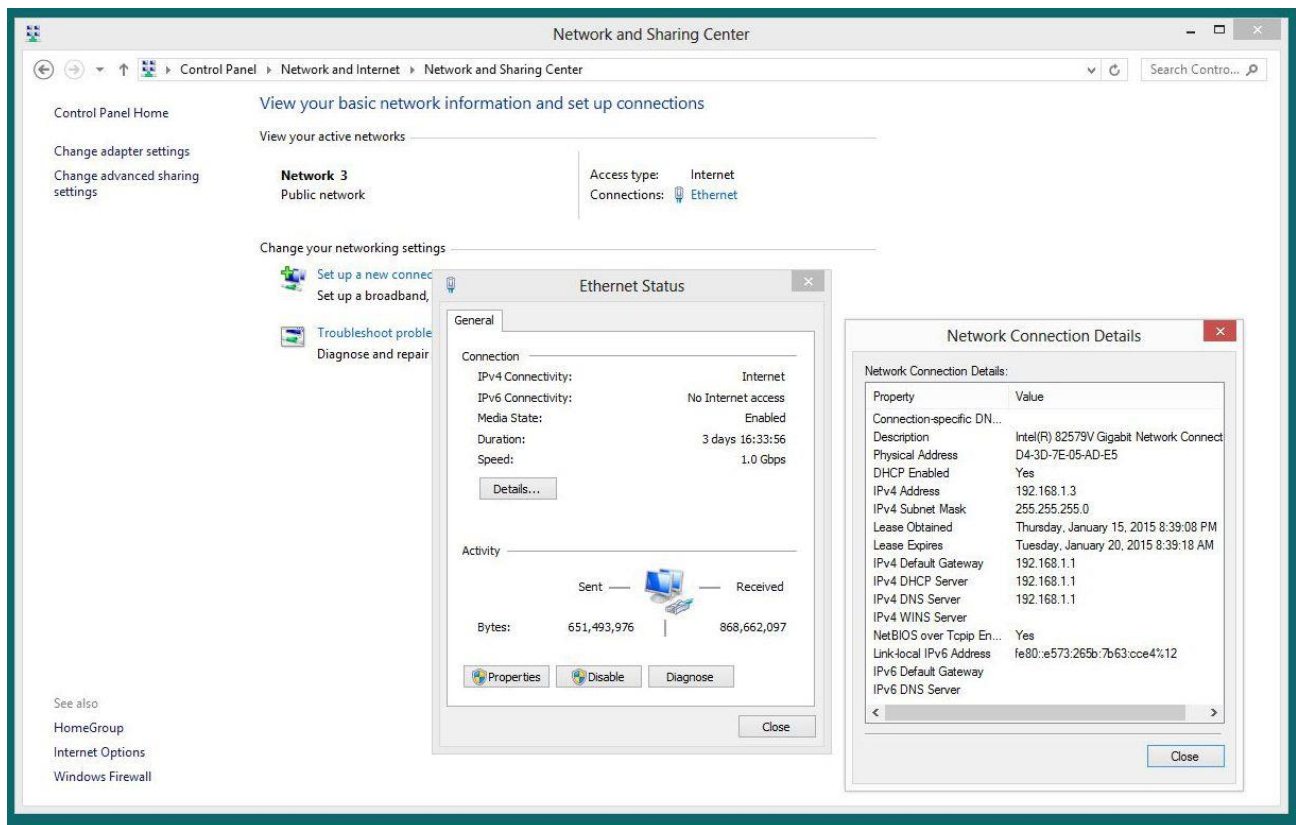 Network and Sharing Center
Control Panel Network and Internet Network and Sharing Center
Search Contro...
Control Panel Home
Change adapter settings
Change advanced sharing
settings
View your basic network information and set up connections
View your active networks
Network 3
Public network
Access type: Internet
Connections: Ethernet
Change your networking settings
Set up a new connec
Set up a broadband,
Troubleshoot proble
Diagnose and repair
See also
HomeGroup
Internet Options
Windows Firewall
Ethernet Status
General
Connection
IPv4 Connectivity: Internet
IPv6 Connectivity: No Internet access
Media State: Enabled
Duration: 3 days 16:33:56
Speed: 1.0 Gbps
Details...
Activity
Sent Received
Bytes: 651,493,976 868,662,097
Properties Disable Diagnose
Close
Network Connection Details
Network Connection Details:
Property Value
Connection-specific DN...
Description Intel(R) 82579V Gigabit Network Connect
Physical Address D4-3D-7E-05-AD-E5
DHCP Enabled Yes
IPv4 Address 192.168.1.3
IPv4 Subnet Mask 255.255.255.0
Lease Obtained Thursday, January 15, 2015 8:39:08 PM
Lease Expires Tuesday, January 20, 2015 8:39:18 AM
IPv4 Default Gateway 192.168.1.1
IPv4 DHCP Server 192.168.1.1
IPv4 DNS Server 192.168.1.1
IPv4 WINS Server
NetBIOS over Tcpip En... Yes
Link-local IPv6 Address fe80::e573:265b:7b63:cce4%12
IPv6 Default Gateway
IPv6 DNS Server
Close